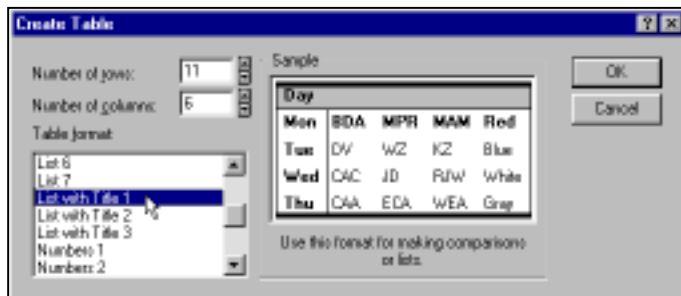 Create Table
Number of rows: 11
Number of columns: 6
Table format:
List 6
List 7
List with Title 1
List with Title 2
List with Title 3
Numbers 1
Numbers 2
Sample
Day
Mon BDA MPR MAM Red
Tue DV WZ KZ Blue
Wed CAC JD RJW White
Thu CAA ECA WEA Gray
Use this format for making comparisons
or lists.
OK
Cancel